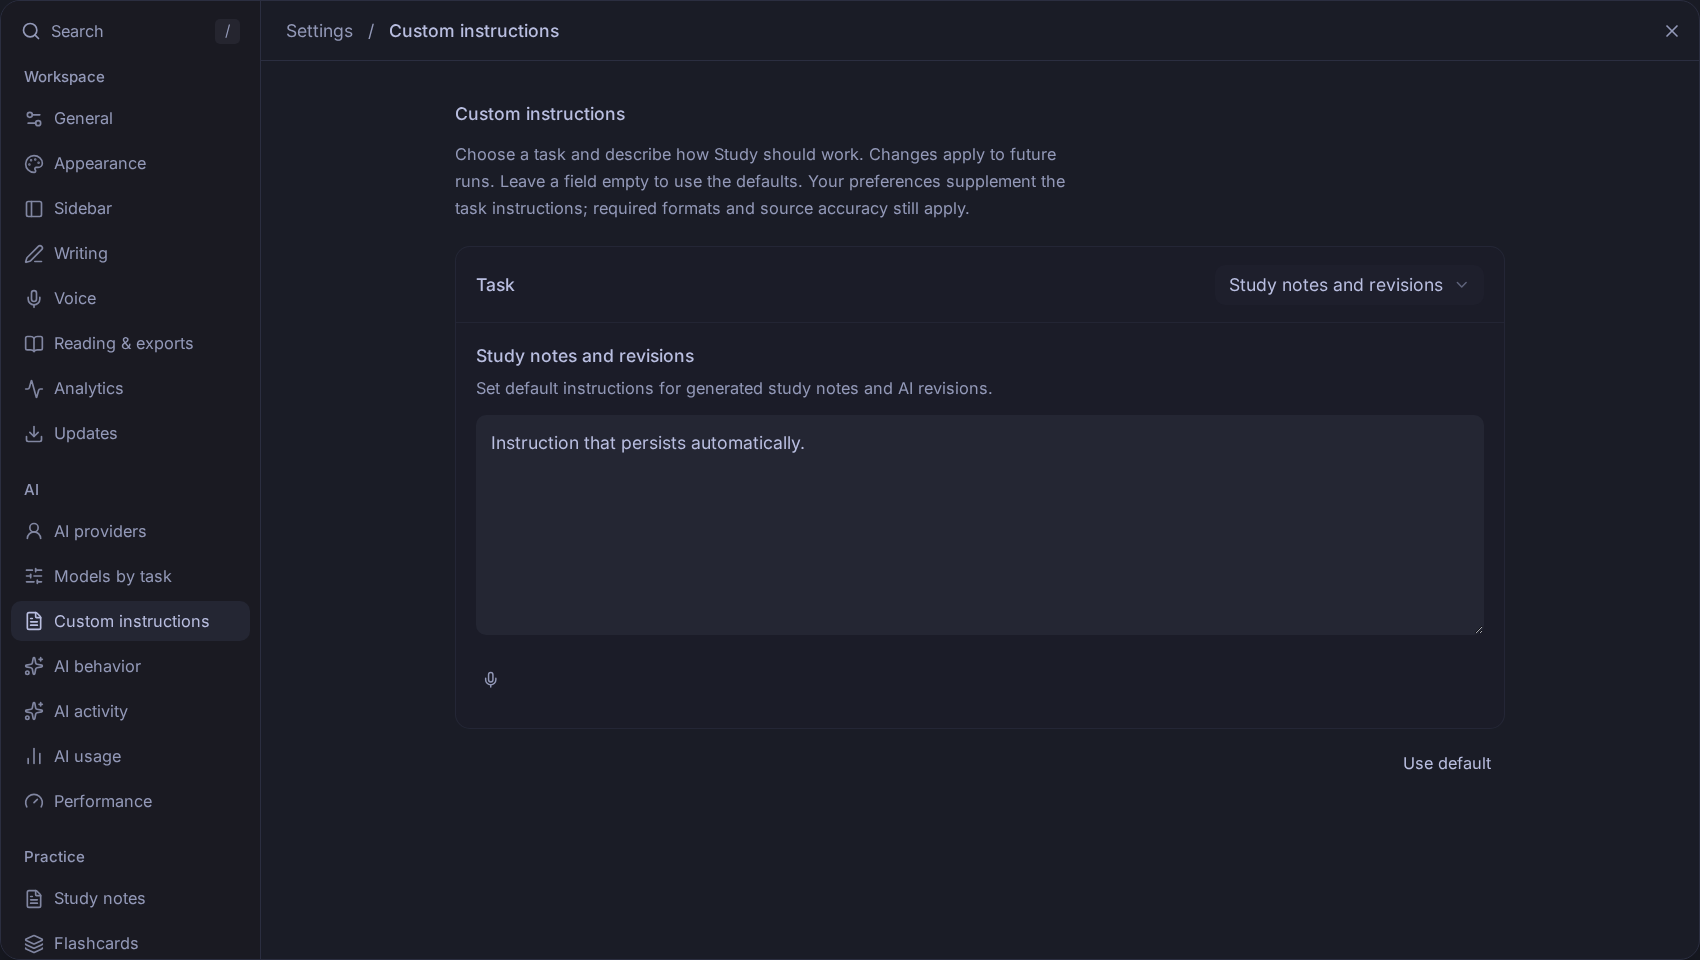 Search
/
Workspace
General
Appearance
Sidebar
Writing
Voice
Reading & exports
Analytics
Updates
AI
AI providers
Models by task
Custom instructions
AI behavior
AI activity
AI usage
Performance
Practice
Study notes
Flashcards
Settings / Custom instructions
Custom instructions
Choose a task and describe how Study should work. Changes apply to future
runs. Leave a field empty to use the defaults. Your preferences supplement the
task instructions; required formats and source accuracy still apply.
Task
Study notes and revisions
Study notes and revisions
Set default instructions for generated study notes and AI revisions.
Instruction that persists automatically.
Use default